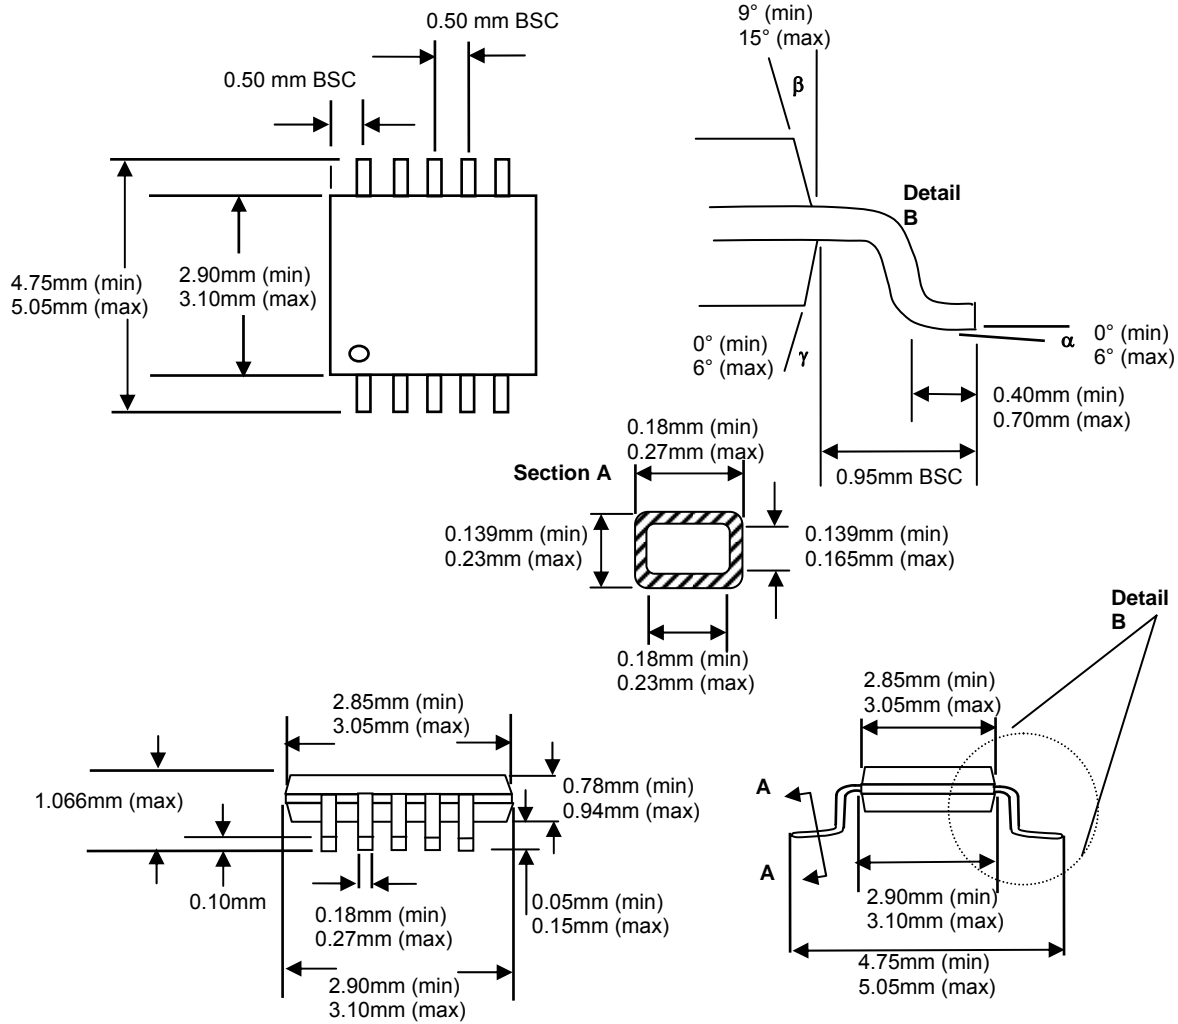 0.50 mm BSC
0.50 mm BSC
4.75mm (min)
5.05mm (max)
2.90mm (min)
3.10mm (max)
9° (min)
15° (max)
β
Detail
B
0° (min)
6° (max)
γ
α
0° (min)
6° (max)
0.40mm (min)
0.70mm (max)
0.95mm BSC
Section A
0.18mm (min)
0.27mm (max)
0.139mm (min)
0.23mm (max)
0.139mm (min)
0.165mm (max)
0.18mm (min)
0.23mm (max)
2.85mm (min)
3.05mm (max)
1.066mm (max)
0.78mm (min)
0.94mm (max)
0.10mm
0.18mm (min)
0.27mm (max)
0.05mm (min)
0.15mm (max)
2.90mm (min)
3.10mm (max)
Detail
B
2.85mm (min)
3.05mm (max)
A
A
2.90mm (min)
3.10mm (max)
4.75mm (min)
5.05mm (max)